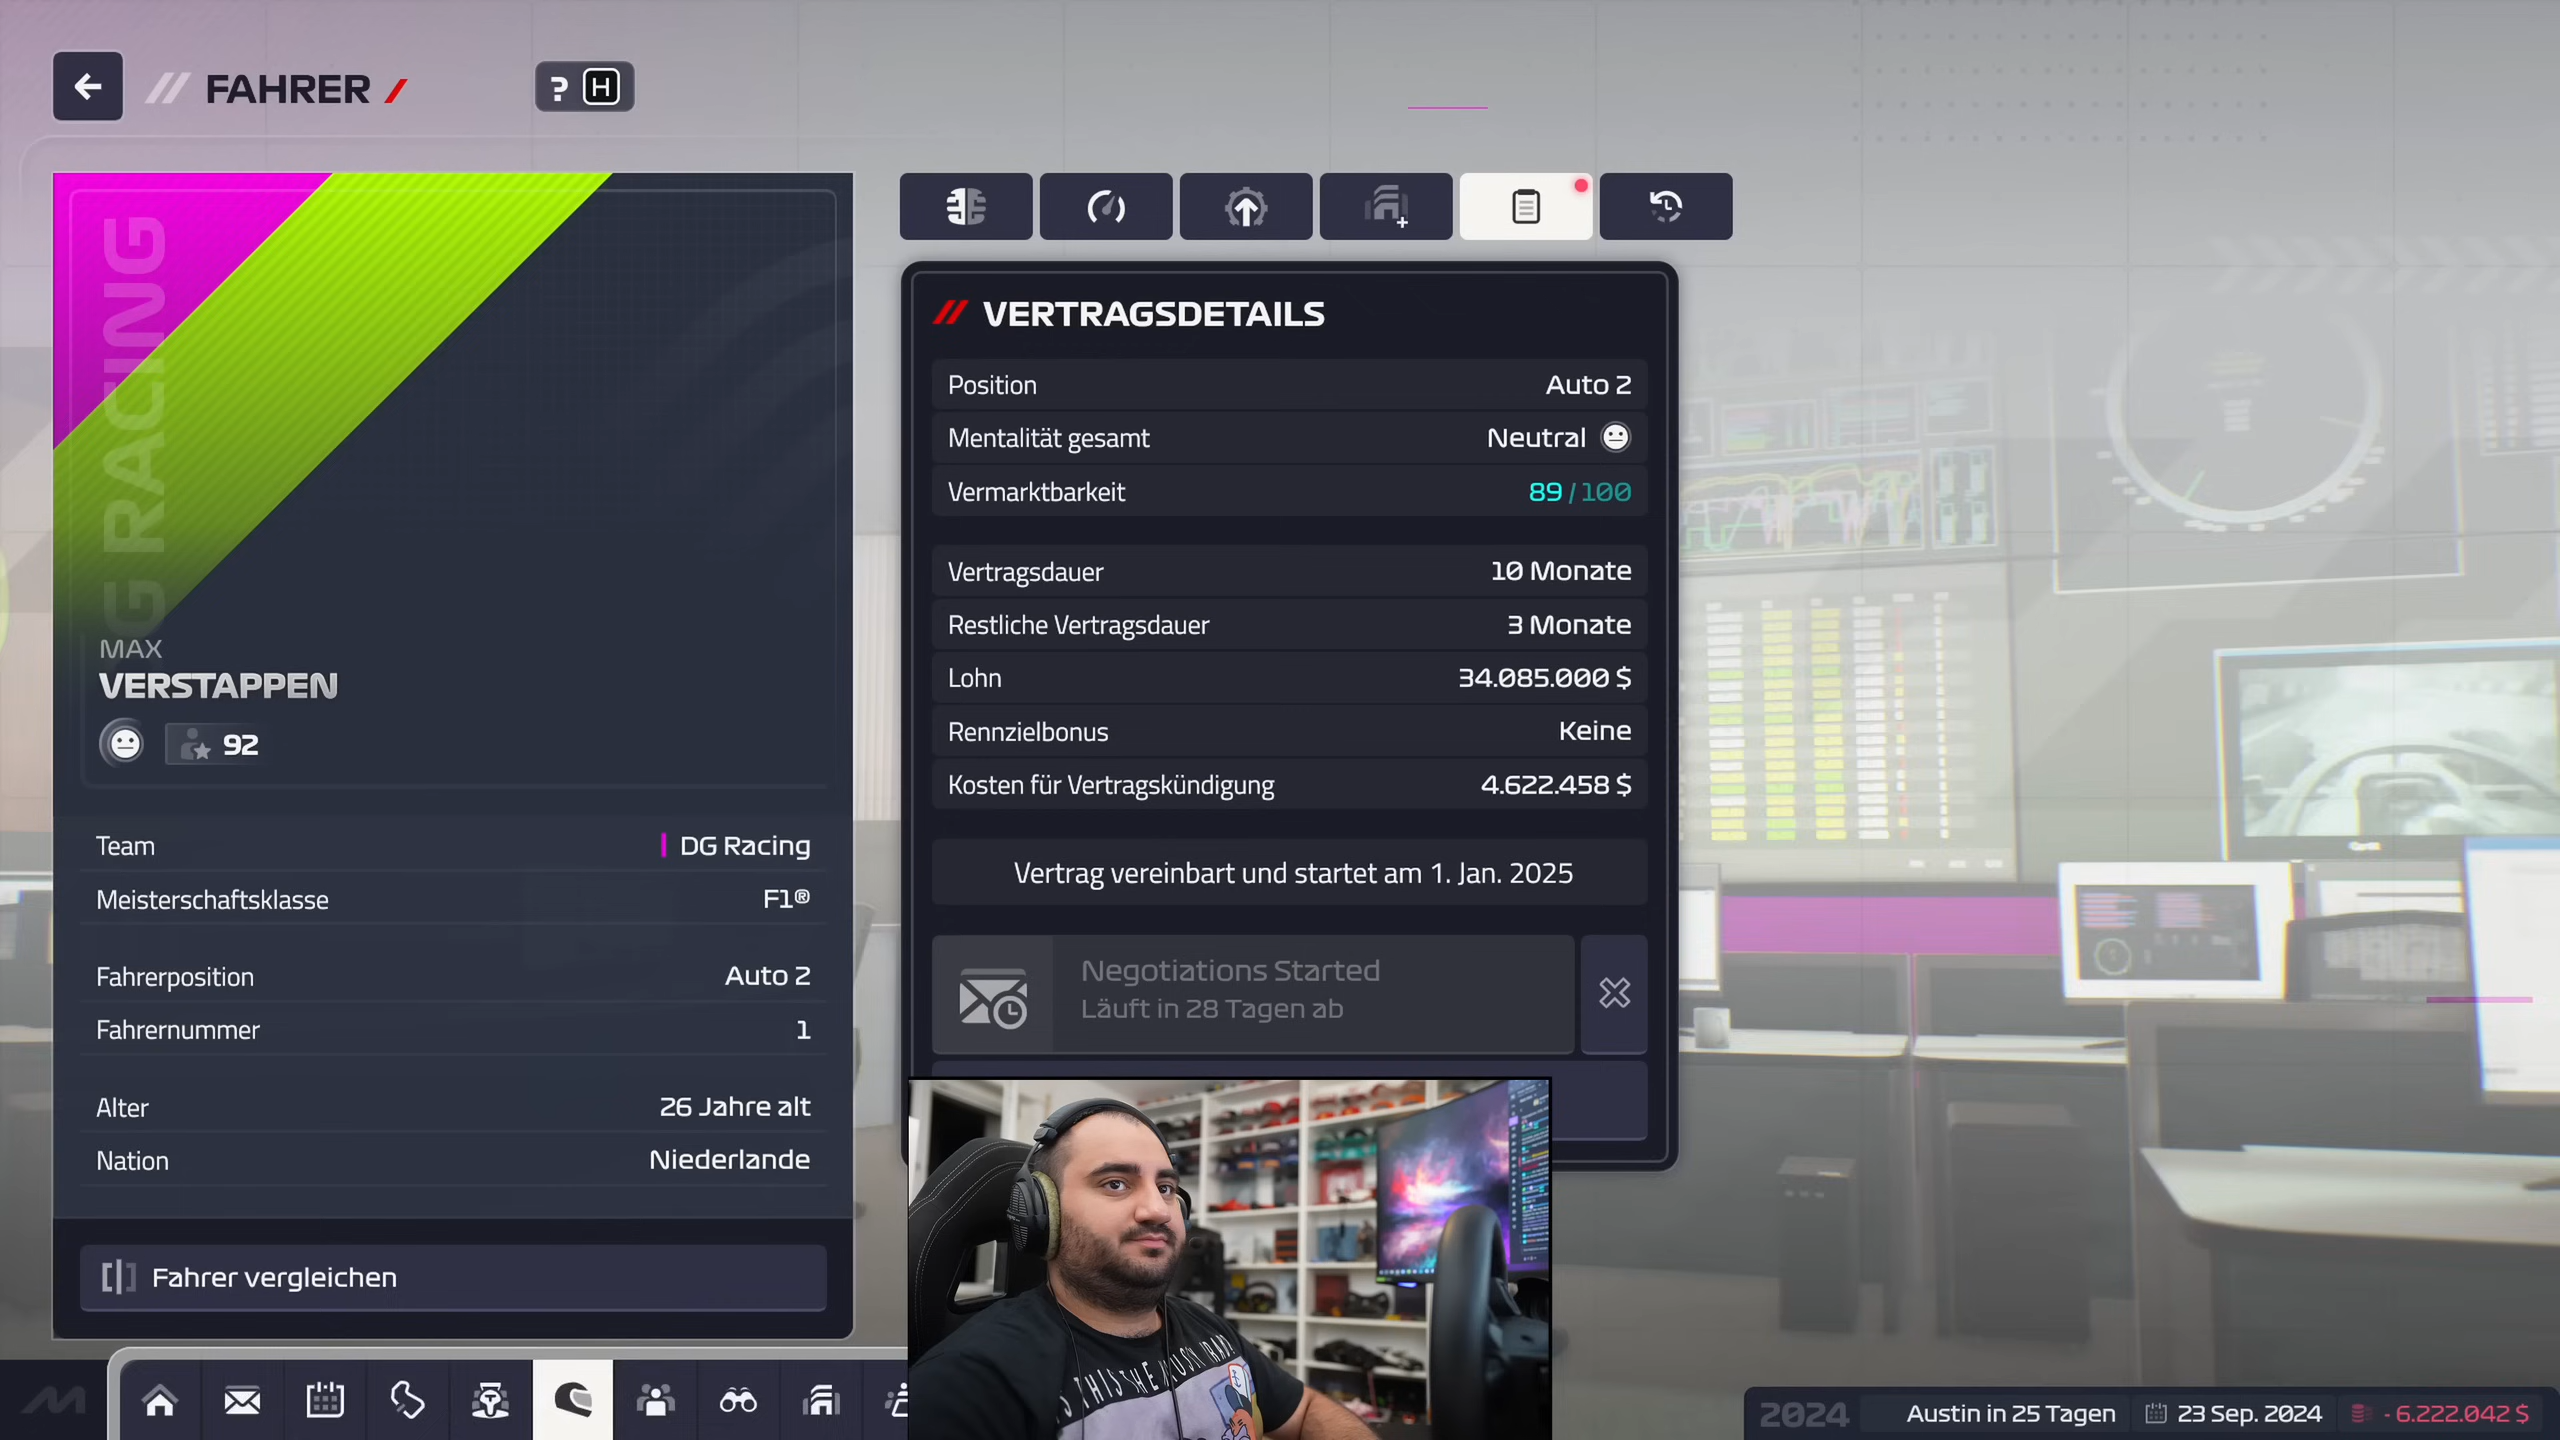 FAHRER
? H
G RACING
MAX
VERSTAPPEN
92
Team DG Racing
Meisterschaftsklasse F1®
Fahrerposition Auto 2
Fahrernummer 1
Alter 26 Jahre alt
Nation Niederlande
Fahrer vergleichen
VERTRAGSDETAILS
Position Auto 2
Mentalität gesamt Neutral
Vermarktbarkeit 89 / 100
Vertragsdauer 10 Monate
Restliche Vertragsdauer 3 Monate
Lohn 34.085.000 $
Rennzielbonus Keine
Kosten für Vertragskündigung 4.622.458 $
Vertrag vereinbart und startet am 1. Jan. 2025
Negotiations Started
Läuft in 28 Tagen ab
2024 Austin in 25 Tagen 23 Sep. 2024 - 6.222.042 $